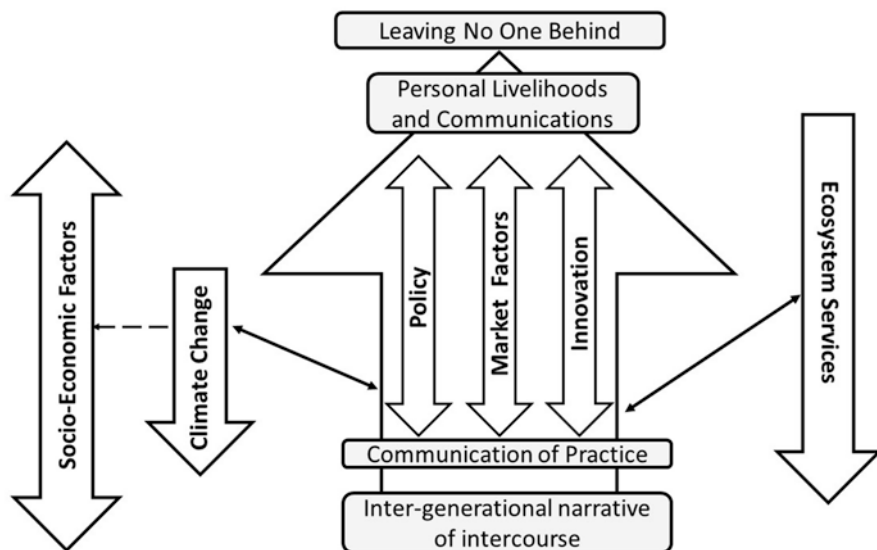 Leaving No One Behind
Personal Livelihoods
and Communications
Socio-Economic Factors
Climate Change
Policy
Market Factors
Innovation
Ecosystem Services
Communication of Practice
Inter-generational narrative
of intercourse